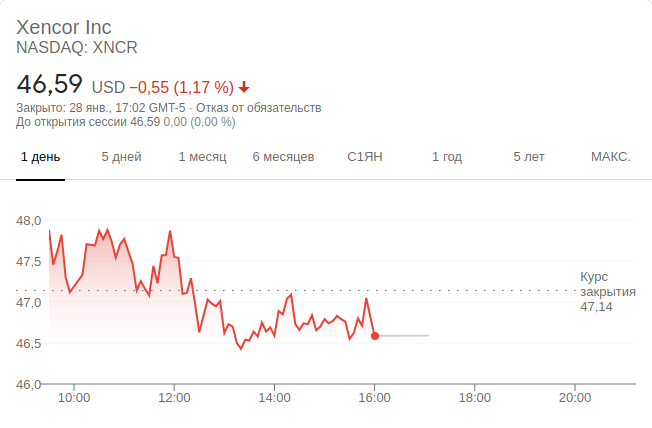 Xencor Inc
NASDAQ: XNCR
46,59 USD −0,55 (1,17 %)
Закрыто: 28 янв., 17:02 GMT-5 · Отказ от обязательств
До открытия сессии 46,59 0,00 (0,00 %)
1 день 5 дней 1 месяц 6 месяцев С1ЯН 1 год 5 лет МАКС.
48,0
47,5
Курс
закрытия
47,14
47,0
46,5
46,0
10:00 12:00 14:00 16:00 18:00 20:00